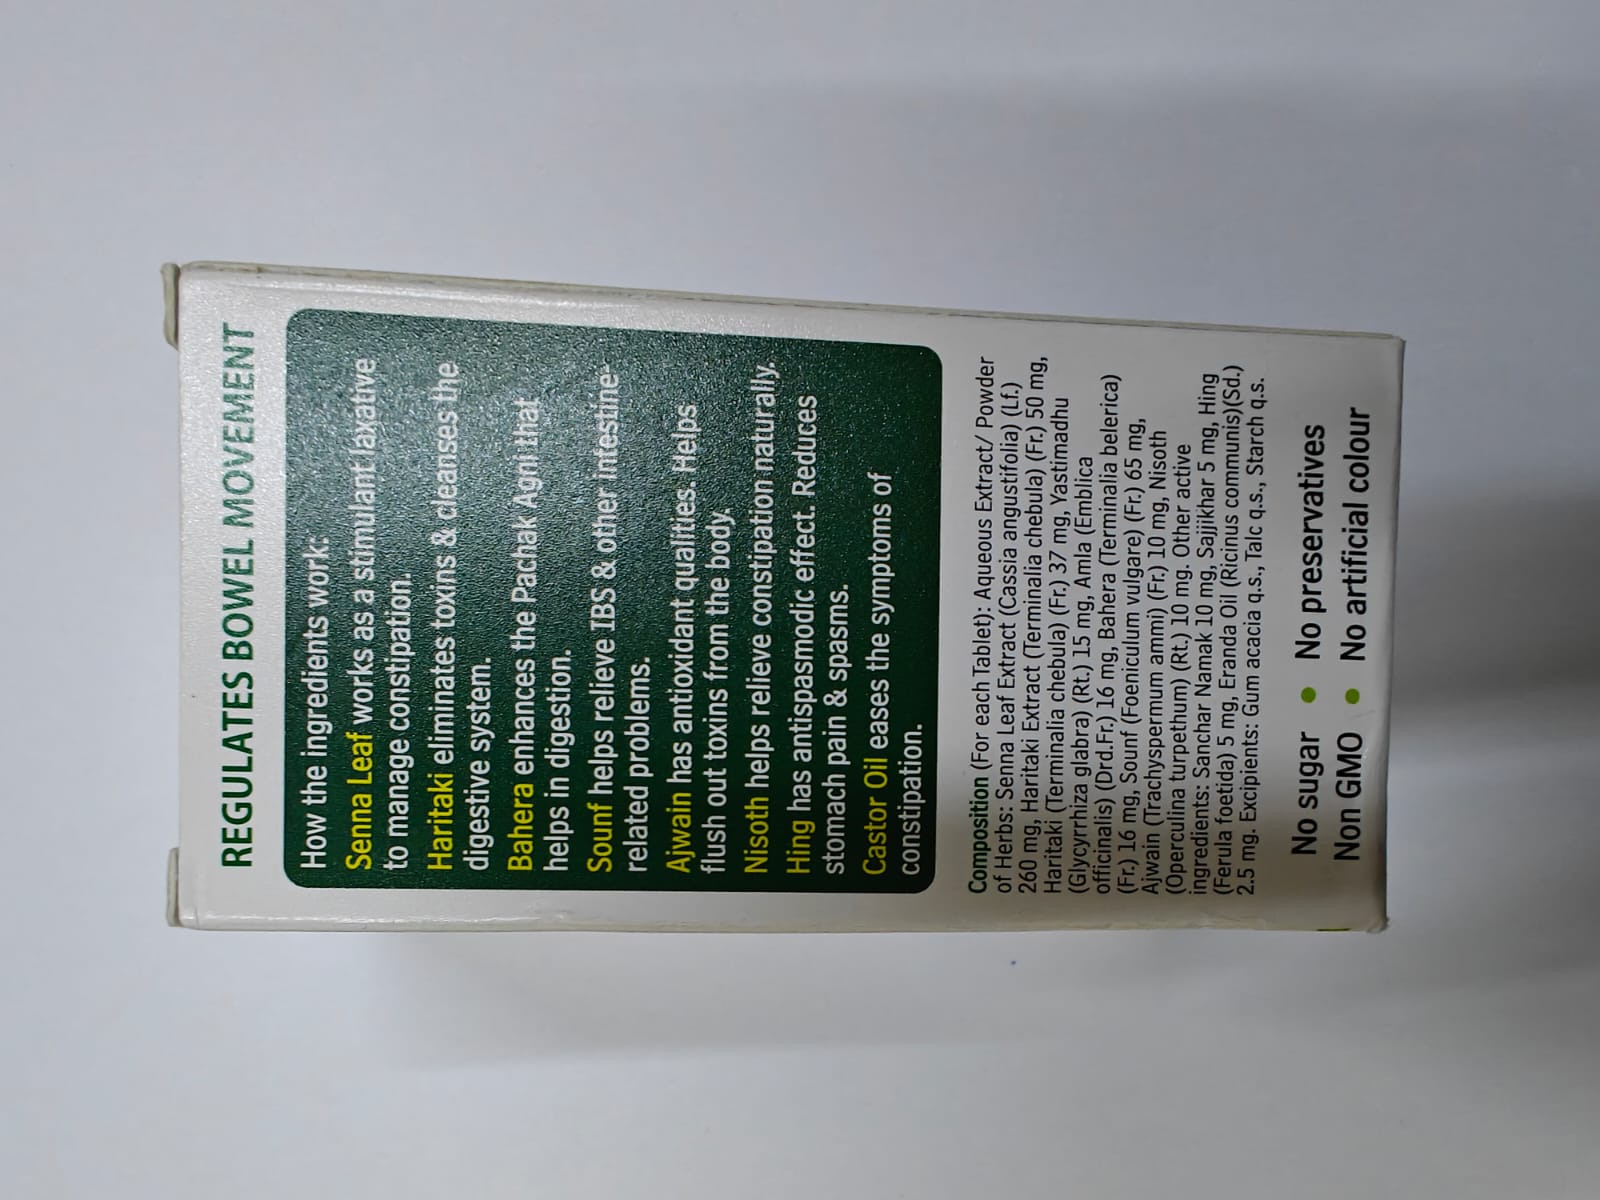 REGULATES BOWEL MOVEMENT
How the ingredients work:
Senna Leaf works as a stimulant laxative
to manage constipation.
Haritaki eliminates toxins & cleanses the
digestive system.
Bahera enhances the Pachak Agni that
helps in digestion.
Sounf helps relieve IBS & other intestine-
related problems.
Ajwain has antioxidant qualities. Helps
flush out toxins from the body.
Nisoth helps relieve constipation naturally.
Hing has antispasmodic effect. Reduces
stomach pain & spasms.
Castor Oil eases the symptoms of
constipation.
Composition (For each Tablet): Aqueous Extract/ Powder
of Herbs: Senna Leaf Extract (Cassia angustifolia) (Lf.)
260 mg, Haritaki Extract (Terminalia chebula) (Fr.) 50 mg,
Haritaki (Terminalia chebula) (Fr.) 37 mg, Yastimadhu
(Glycyrrhiza glabra) (Rt.) 15 mg, Amla (Emblica
officinalis) (Drd.Fr.) 16 mg, Bahera (Terminalia belerica)
(Fr.) 16 mg, Sounf (Foeniculum vulgare) (Fr.) 65 mg,
Ajwain (Trachyspermum ammi) (Fr.) 10 mg, Nisoth
(Operculina turpethum) (Rt.) 10 mg. Other active
ingredients: Sanchar Namak 10 mg, Sajjikhar 5 mg, Hing
(Ferula foetida) 5 mg, Eranda Oil (Ricinus communis)(Sd.)
2.5 mg. Excipients: Gum acacia q.s., Talc q.s., Starch q.s.
No sugar • No preservatives
Non GMO • No artificial colour